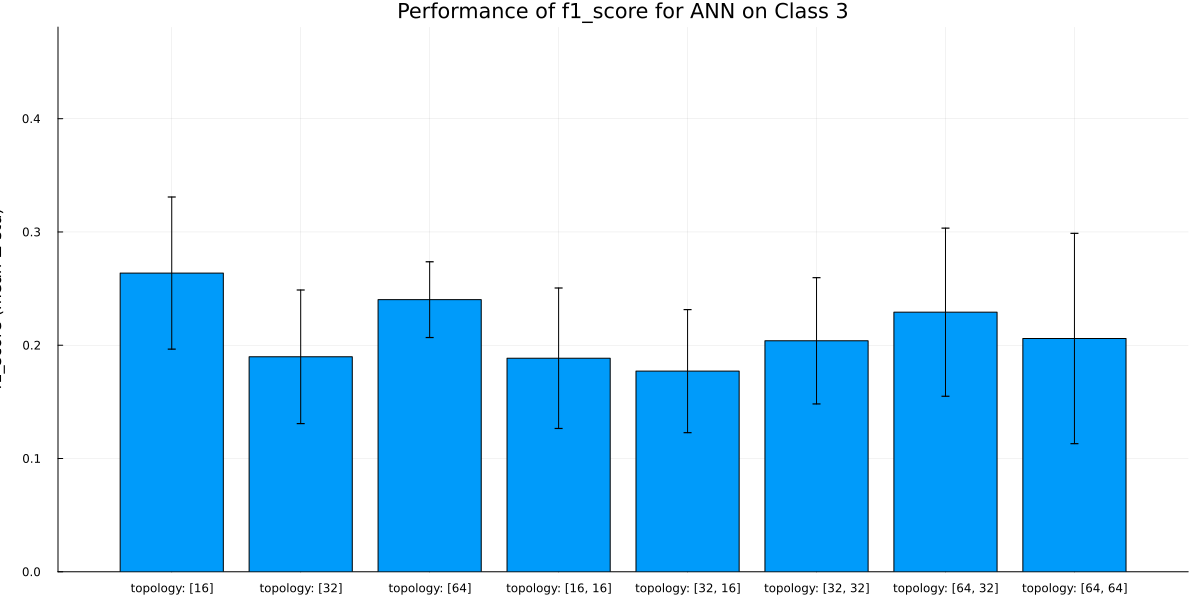 Performance of f1_score for ANN on Class 3
0.4
0.3
0.2
0.1
0.0
topology: [16] topology: [32] topology: [64] topology: [16, 16] topology: [32, 16] topology: [32, 32] topology: [64, 32] topology: [64, 64]